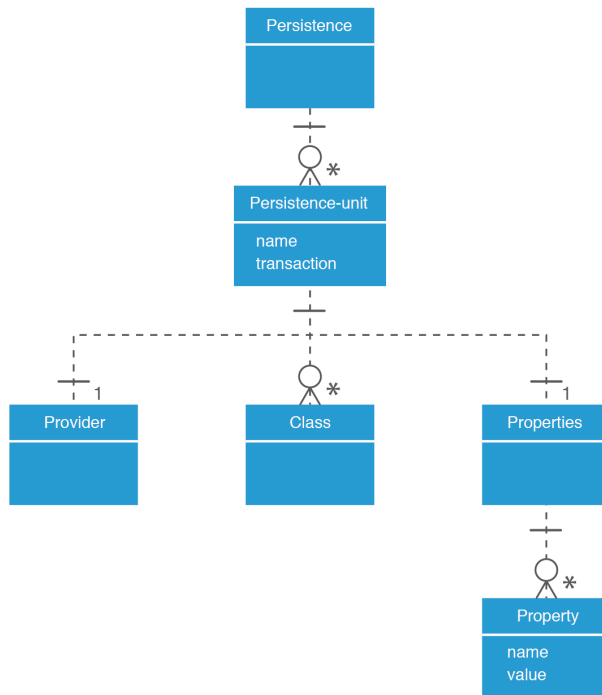 Persistence
*
Persistence-unit
name
transaction
1
*
1
Provider
Class
Properties
*
Property
name
value